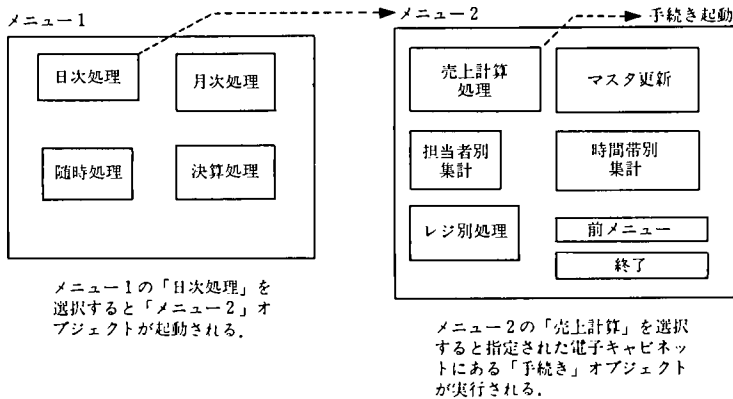 メニュー1
日次処理
月次処理
随時処理
決算処理
メニュー1の「日次処理」を
選択すると「メニュー2」オ
ブジェクトが起動される.
メニュー2
手続き起動
売上計算
処理
マスタ更新
担当者別
集計
時間帯別
集計
レジ別処理
前メニュー
終了
メニュー2の「売上計算」を選択
すると指定された電子キャビネッ
トにある「手続き」オブジェクト
が実行される.